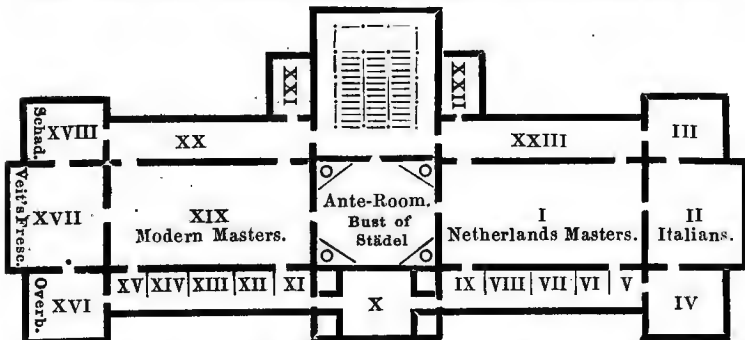 XXI
XXII
Schad.
XVIII
XX
XXIII
III
Veit's Fresc.
XVII
XIX
Modern Masters.
Ante-Room.
Bust of
Städel
I
Netherlands Masters.
II
Italians.
Overb.
XVI
XV XIV XIII XII XI
X
IX VIII VII VI V
IV